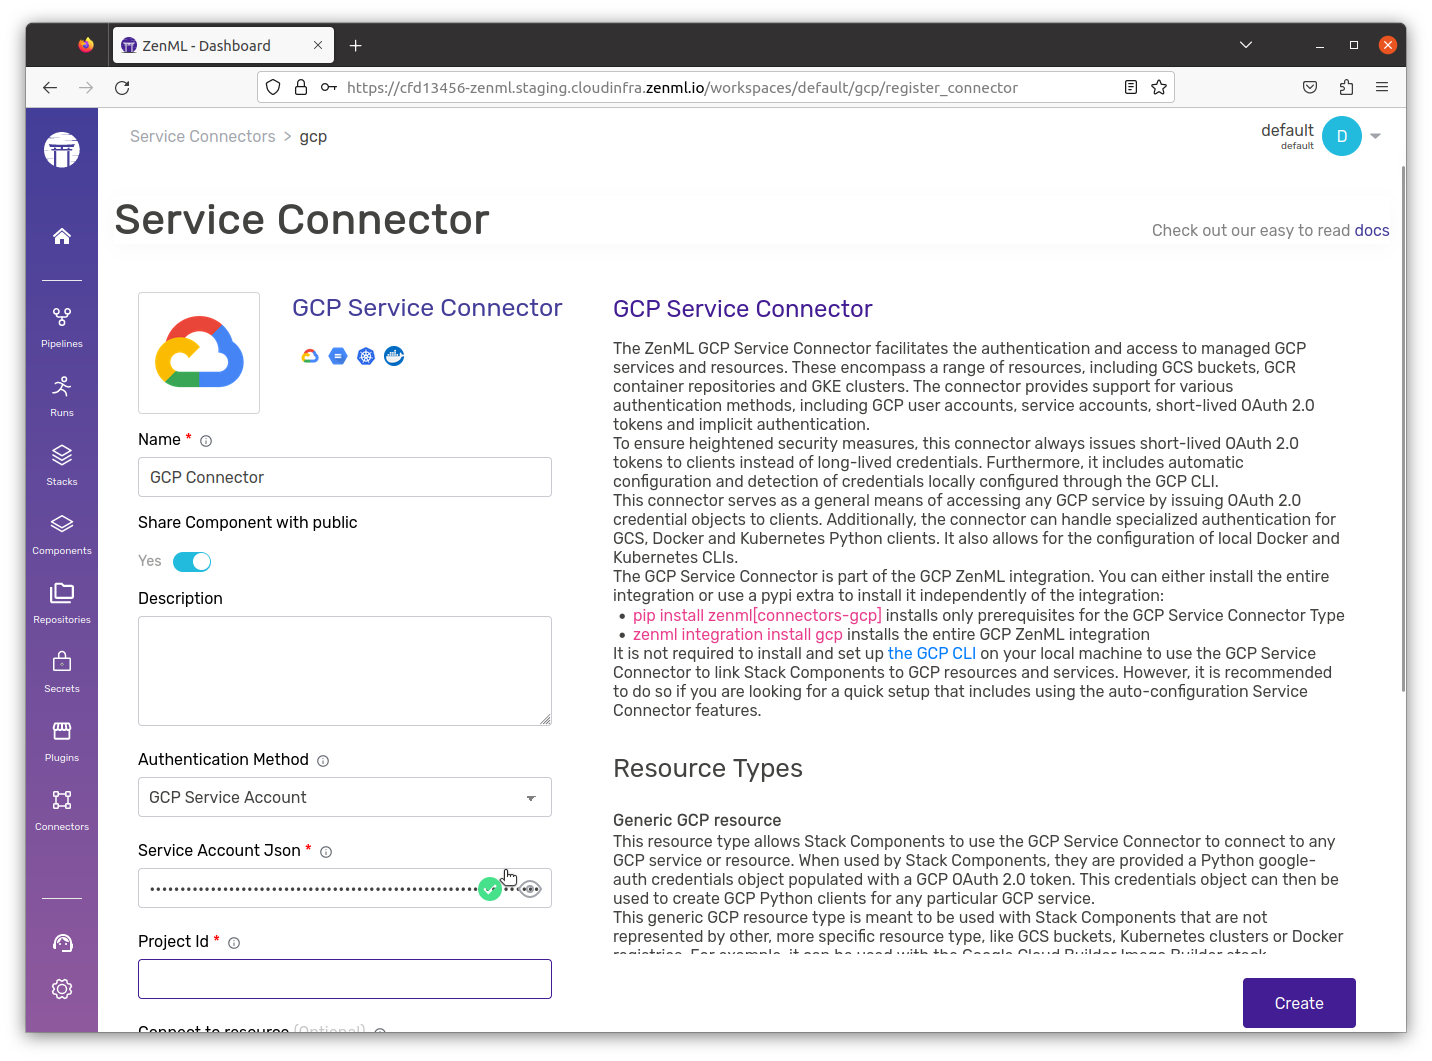 ZenML - Dashboard
https://cfd13456-zenml.staging.cloudinfra.zenml.io/workspaces/default/gcp/register_connector
Service Connectors > gcp
default
default
D
Service Connector
Check out our easy to read docs
Pipelines
Runs
Stacks
Components
Repositories
Secrets
Plugins
Connectors
GCP Service Connector
Name *
GCP Connector
Share Component with public
Yes
Description
Authentication Method
GCP Service Account
Service Account Json *
Project Id *
Connect to resource (Optional)
GCP Service Connector
The ZenML GCP Service Connector facilitates the authentication and access to managed GCP
services and resources. These encompass a range of resources, including GCS buckets, GCR
container repositories and GKE clusters. The connector provides support for various
authentication methods, including GCP user accounts, service accounts, short-lived OAuth 2.0
tokens and implicit authentication.
To ensure heightened security measures, this connector always issues short-lived OAuth 2.0
tokens to clients instead of long-lived credentials. Furthermore, it includes automatic
configuration and detection of credentials locally configured through the GCP CLI.
This connector serves as a general means of accessing any GCP service by issuing OAuth 2.0
credential objects to clients. Additionally, the connector can handle specialized authentication for
GCS, Docker and Kubernetes Python clients. It also allows for the configuration of local Docker and
Kubernetes CLIs.
The GCP Service Connector is part of the GCP ZenML integration. You can either install the entire
integration or use a pypi extra to install it independently of the integration:
• pip install zenml[connectors-gcp] installs only prerequisites for the GCP Service Connector Type
• zenml integration install gcp installs the entire GCP ZenML integration
It is not required to install and set up the GCP CLI on your local machine to use the GCP Service
Connector to link Stack Components to GCP resources and services. However, it is recommended
to do so if you are looking for a quick setup that includes using the auto-configuration Service
Connector features.
Resource Types
Generic GCP resource
This resource type allows Stack Components to use the GCP Service Connector to connect to any
GCP service or resource. When used by Stack Components, they are provided a Python google-
auth credentials object populated with a GCP OAuth 2.0 token. This credentials object can then be
used to create GCP Python clients for any particular GCP service.
This generic GCP resource type is meant to be used with Stack Components that are not
represented by other, more specific resource type, like GCS buckets, Kubernetes clusters or Docker
registries. For example, it can be used with the Google Cloud Builder Image Builder stack
Create